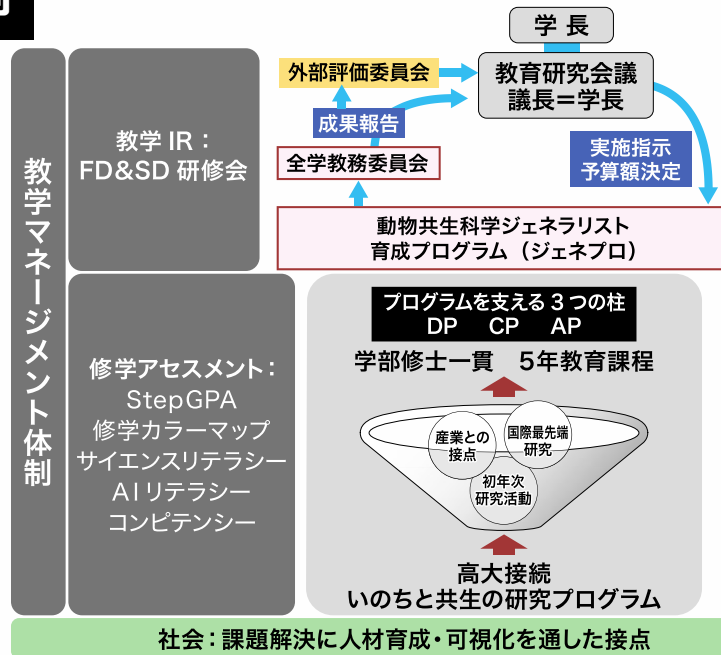 学長
外部評価委員会
教育研究会議
議長＝学長
成果報告
全学教務委員会
実施指示
予算額決定
動物共生科学ジェネラリスト
育成プログラム（ジェネプロ）
教学マネージメント体制
教学IR：
FD&SD 研修会
修学アセスメント：
StepGPA
修学カラーマップ
サイエンスリテラシー
AIリテラシー
コンピテンシー
プログラムを支える3つの柱
DP CP AP
学部修士一貫 5年教育課程
産業との
接点
国際最先端
研究
初年次
研究活動
高大接続
いのちと共生の研究プログラム
社会：課題解決に人材育成・可視化を通した接点